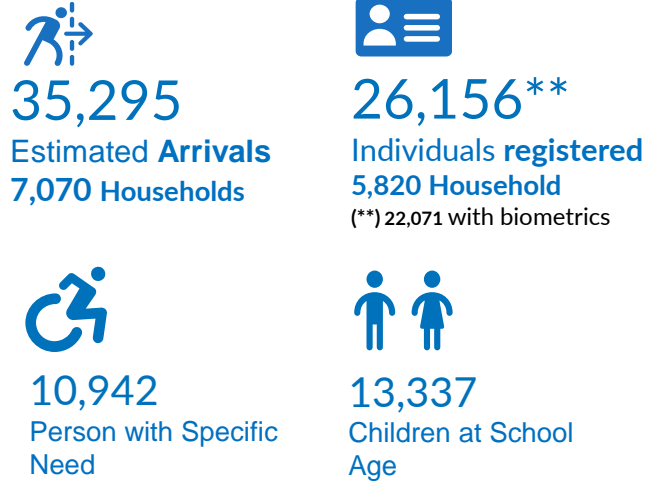 35,295
Estimated Arrivals
7,070 Households
26,156**
Individuals registered
5,820 Household
(**) 22,071 with biometrics
10,942
Person with Specific
Need
13,337
Children at School
Age